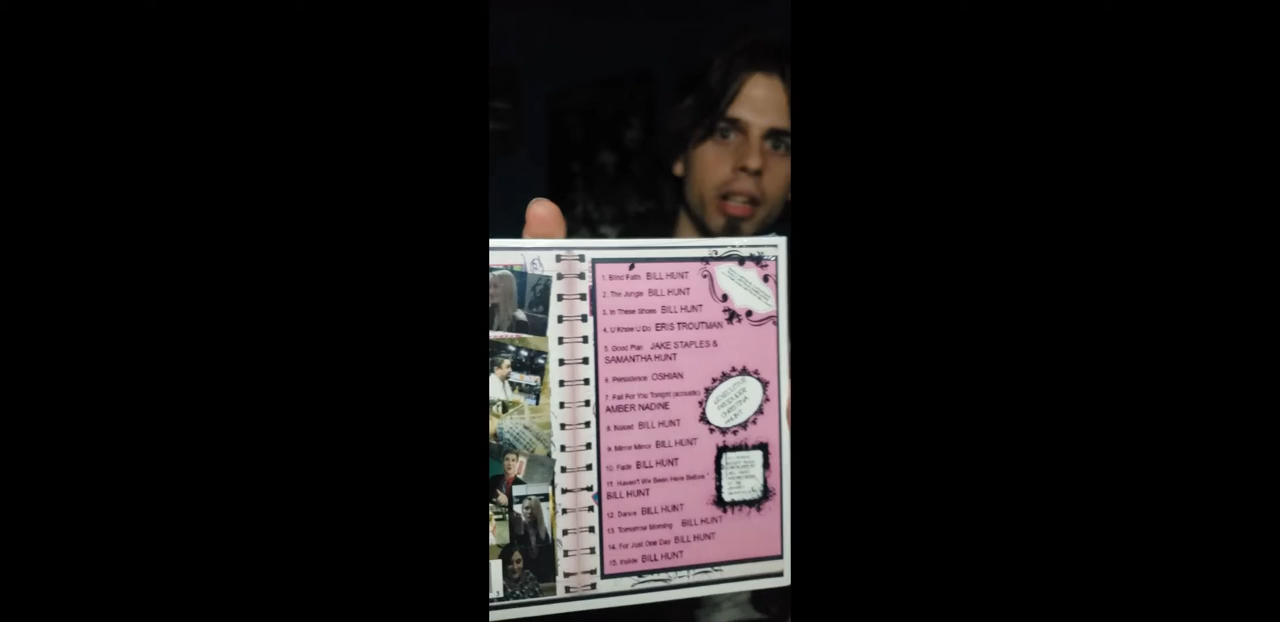 1. Blind Faith BILL HUNT
2. The Jungle BILL HUNT
3. In These Shoes BILL HUNT
4. U Know U Do ERIS TROUTMAN
5. Good Plan JAKE STAPLES &
SAMANTHA HUNT
6. Persistence OSHIAN
7. Fall For You Tonight (acoustic)
AMBER NADINE
8. Naked BILL HUNT
9. Mirror Mirror BILL HUNT
10. Fade BILL HUNT
11. Haven't We Been Here Before *
BILL HUNT
12. Dance BILL HUNT
13. Tomorrow Morning BILL HUNT
14. For Just One Day BILL HUNT
15. Inside BILL HUNT
EXECUTIVE
PRODUCER
CHRISTINA
HUNT